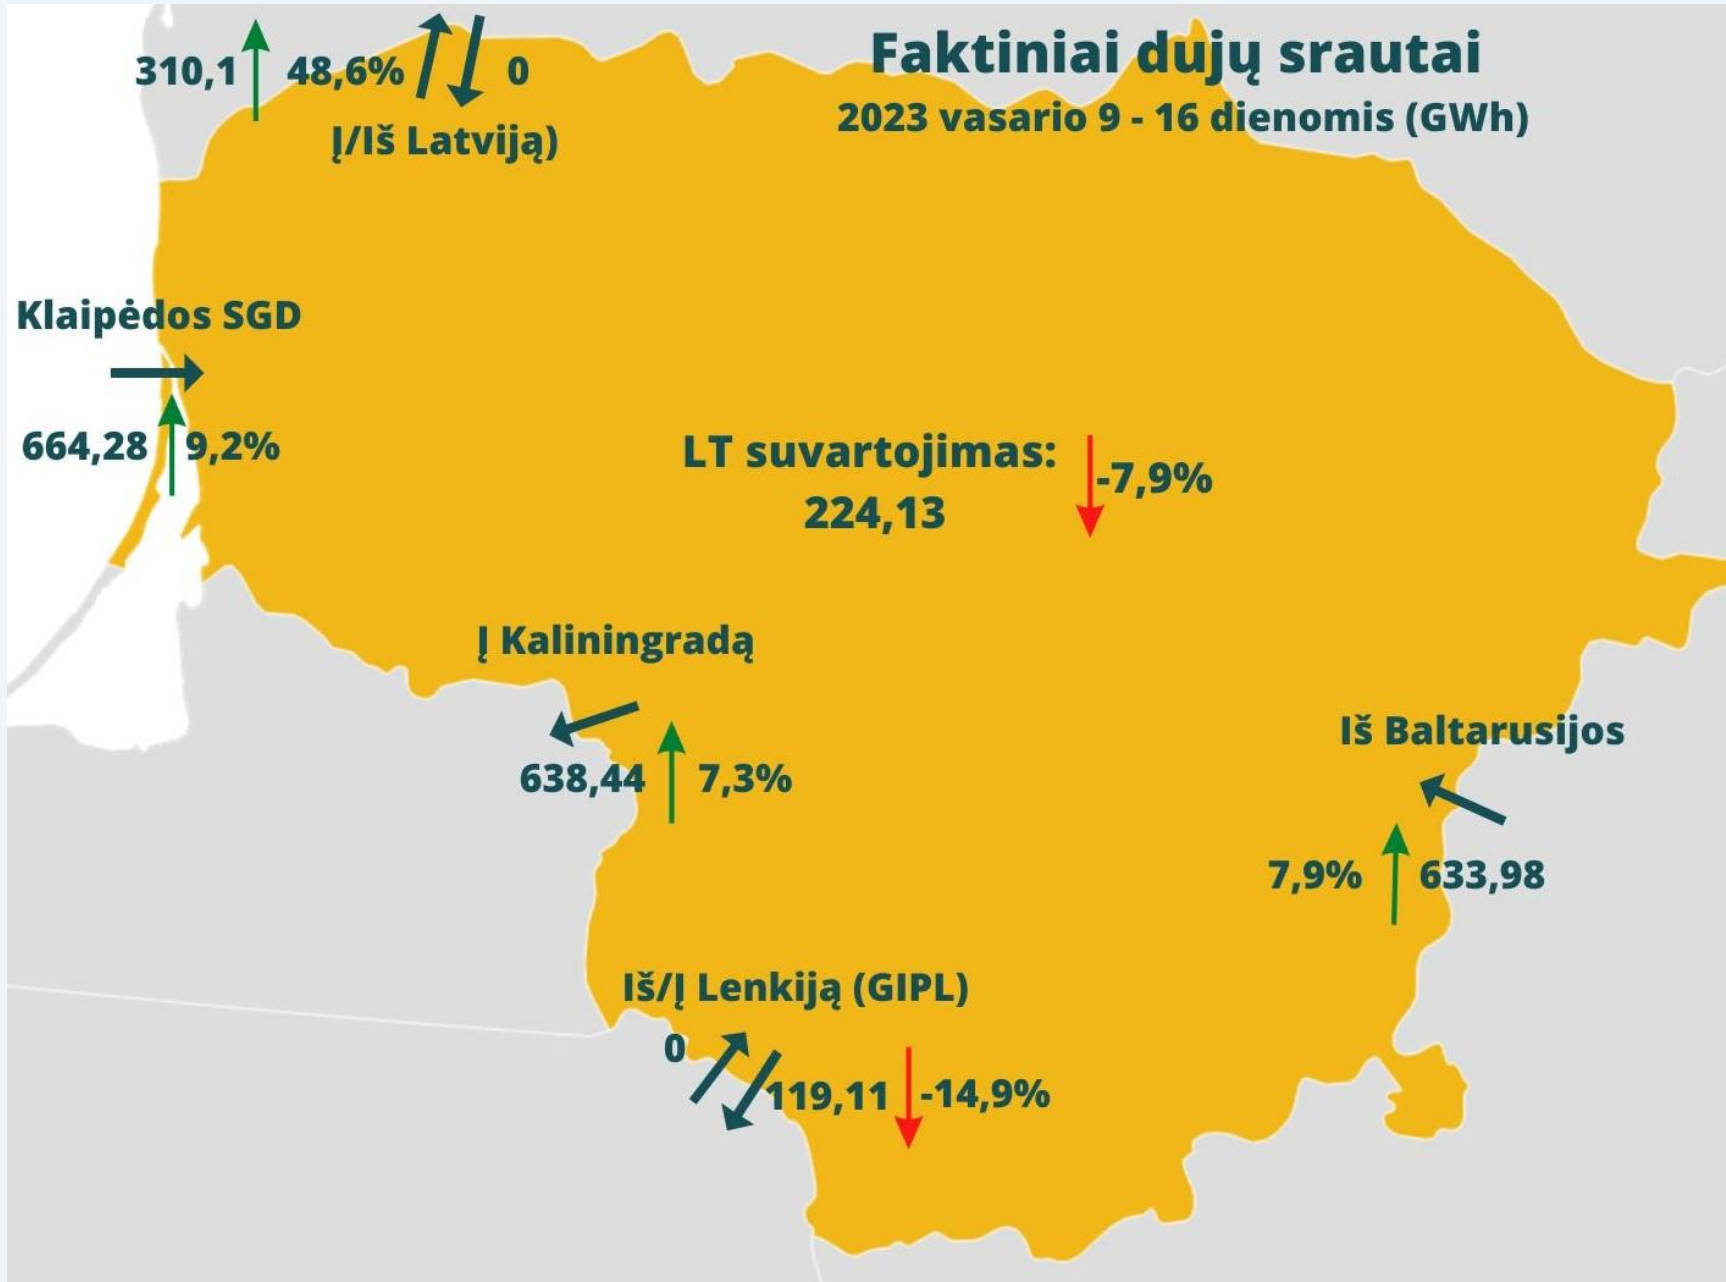 Faktiniai dujų srautai
2023 vasario 9 - 16 dienomis (GWh)
310,1 48,6% 0
Į/Iš Latviją)
Klaipėdos SGD
664,28 9,2%
LT suvartojimas:
224,13
-7,9%
Į Kaliningradą
638,44 7,3%
Iš Baltarusijos
7,9% 633,98
Iš/Į Lenkiją (GIPL)
0
119,11 -14,9%